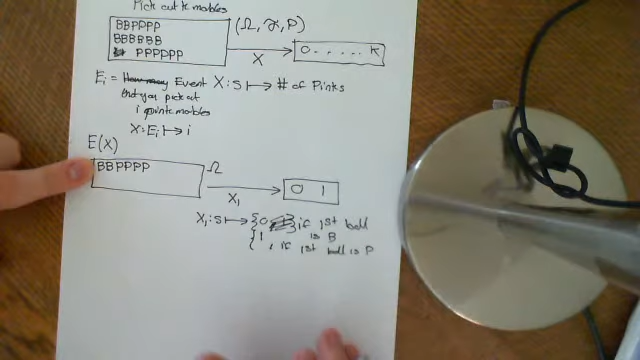 Pick out k marbles
BBPPPP
BBBBBB
PPPPPP
(Ω, F, P)
X
0 . . . . . K
Ei = Event
that you pick out
i pink marbles
X: S ↦ # of Pinks
X: Ei ↦ i
E(X)
BBPPPP
Ω
X1
0 1
X1: S ↦ { 0 if 1st ball
is B
1 , if 1st ball is P